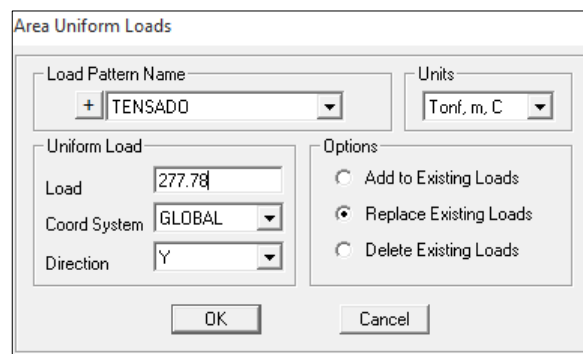 Area Uniform Loads
Load Pattern Name
+ TENSADO
Units
Tonf, m, C
Uniform Load
Load 277.78
Coord System GLOBAL
Direction Y
Options
Add to Existing Loads
Replace Existing Loads
Delete Existing Loads
OK
Cancel